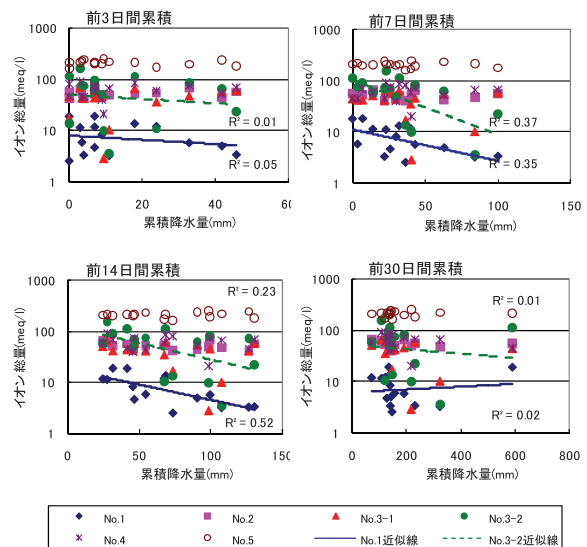 前3日間累積
イオン総量(meq/l)
1000
100
10
1
R² = 0.01
R² = 0.05
0
20
40
60
累積降水量(mm)
前7日間累積
イオン総量(meq/l)
1000
100
10
1
R² = 0.37
R² = 0.35
0
50
100
150
累積降水量(mm)
前14日間累積
イオン総量(meq/l)
1000
100
10
1
R² = 0.23
R² = 0.52
0
50
100
150
累積降水量(mm)
前30日間累積
イオン総量(meq/l)
1000
100
10
1
R² = 0.01
R² = 0.02
0
200
400
600
800
累積降水量(mm)
No.1
No.2
No.3-1
No.3-2
No.4
No.5
No.1近似線
No.3-2近似線